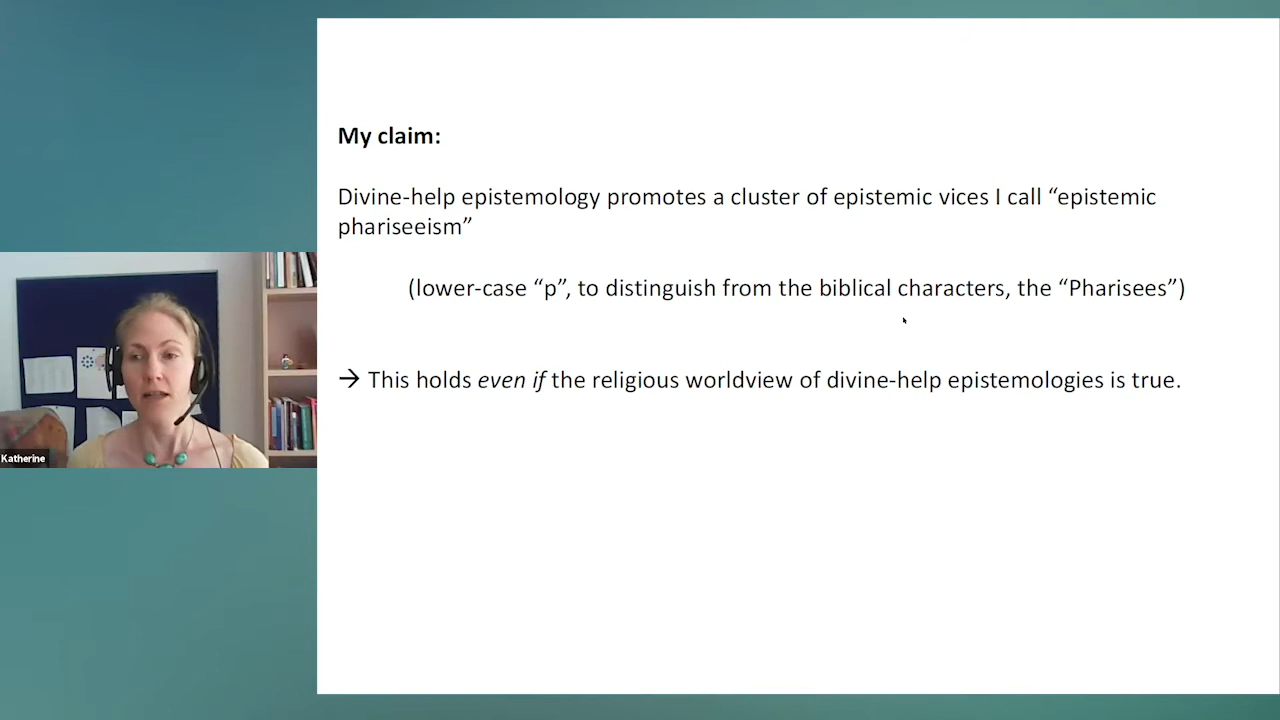 My claim:
Divine-help epistemology promotes a cluster of epistemic vices I call “epistemic
phariseeism”
(lower-case “p”, to distinguish from the biblical characters, the “Pharisees”)
→ This holds even if the religious worldview of divine-help epistemologies is true.
Katherine